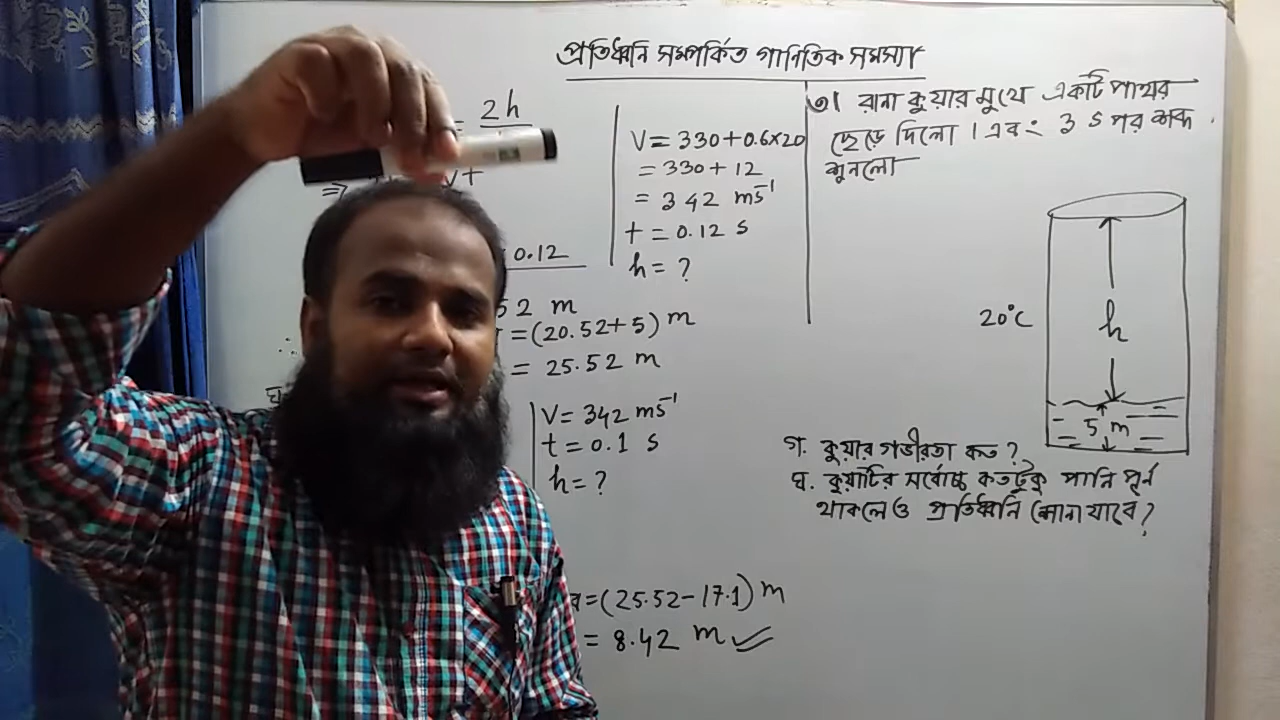 প্রতিধ্বনি সম্পর্কিত গানিতিক সমস্যা
= 2h
⇒ vt
0.12
52 m
∴
= (20.52+5) m
= 25.52 m
V = 330+0.6×20
= 330+12
= 342 ms⁻¹
t = 0.12 s
h = ?
V = 342 ms⁻¹
t = 0.1 s
h = ?
= (25.52-17.1) m
= 8.42 m
৩। রানা কুয়ার মুখে একটি পাথর
ছেড়ে দিলো। এবং 3 s পর শব্দ
শুনলো
20°C
h
5 m
গ. কুয়ার গভীরতা কত?
ঘ. কুয়াটির সর্বোচ্চ কতটুকু পানি পূর্ন
থাকলেও প্রতিধ্বনি শোনা যাবে?